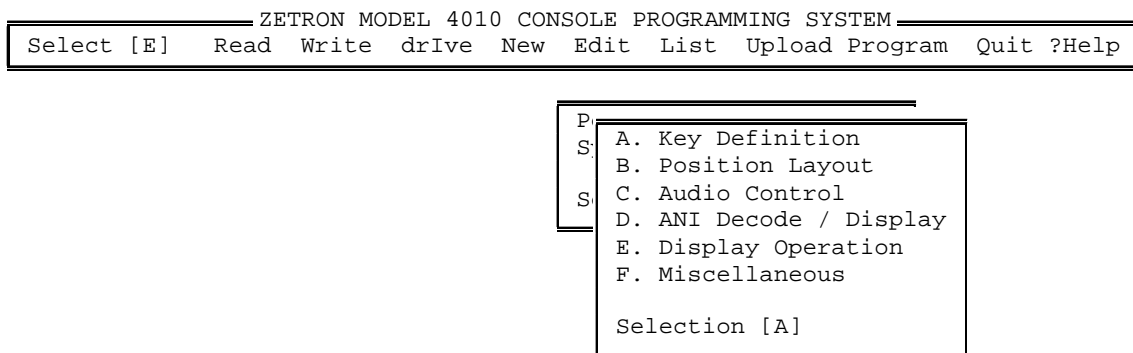 ZETRON MODEL 4010 CONSOLE PROGRAMMING SYSTEM
Select [E] Read Write drIve New Edit List Upload Program Quit ?Help
A. Key Definition
B. Position Layout
C. Audio Control
D. ANI Decode / Display
E. Display Operation
F. Miscellaneous
Selection [A]